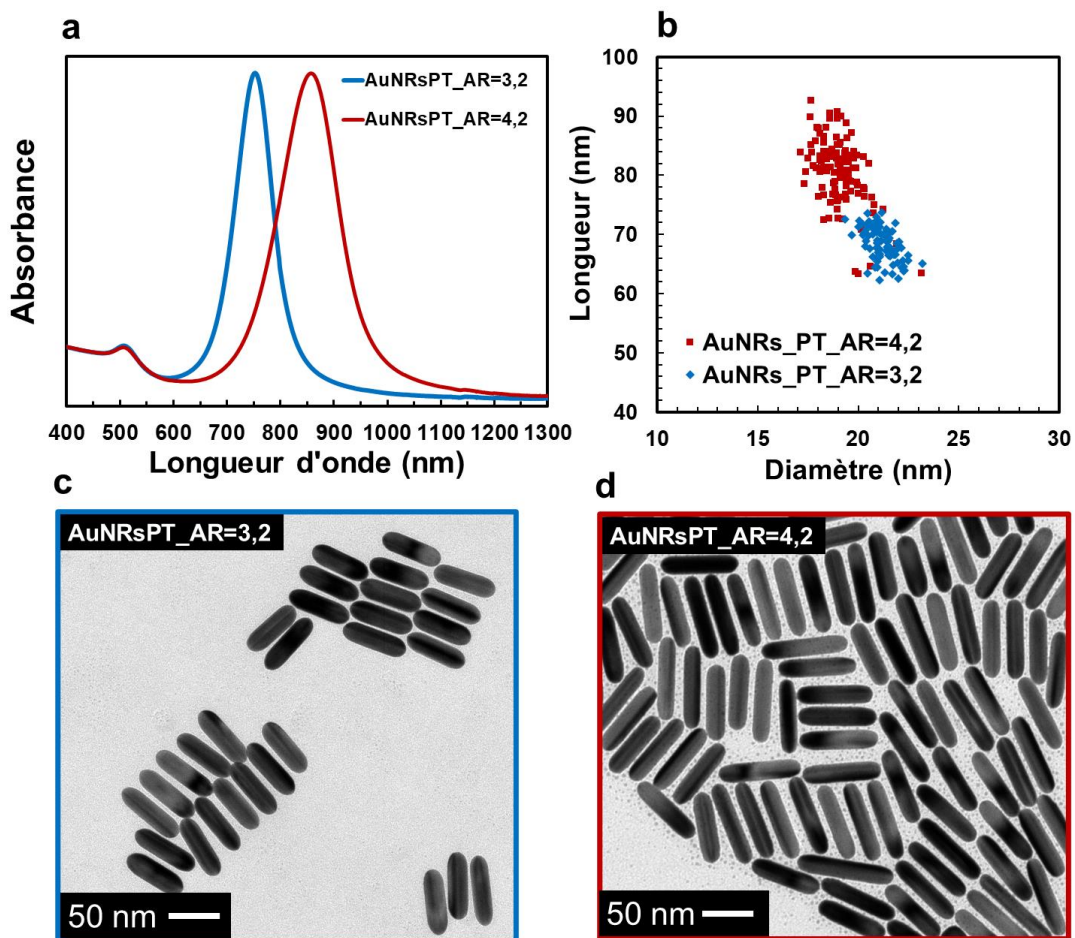 a
AuNRsPT_AR=3,2
AuNRsPT_AR=4,2
Absorbance
400 500 600 700 800 900 1000 1100 1200 1300
Longueur d'onde (nm)
b
100
90
80
70
60
50
40
Longueur (nm)
AuNRs_PT_AR=4,2
AuNRs_PT_AR=3,2
10 15 20 25 30
Diamètre (nm)
c
AuNRsPT_AR=3,2
50 nm
d
AuNRsPT_AR=4,2
50 nm